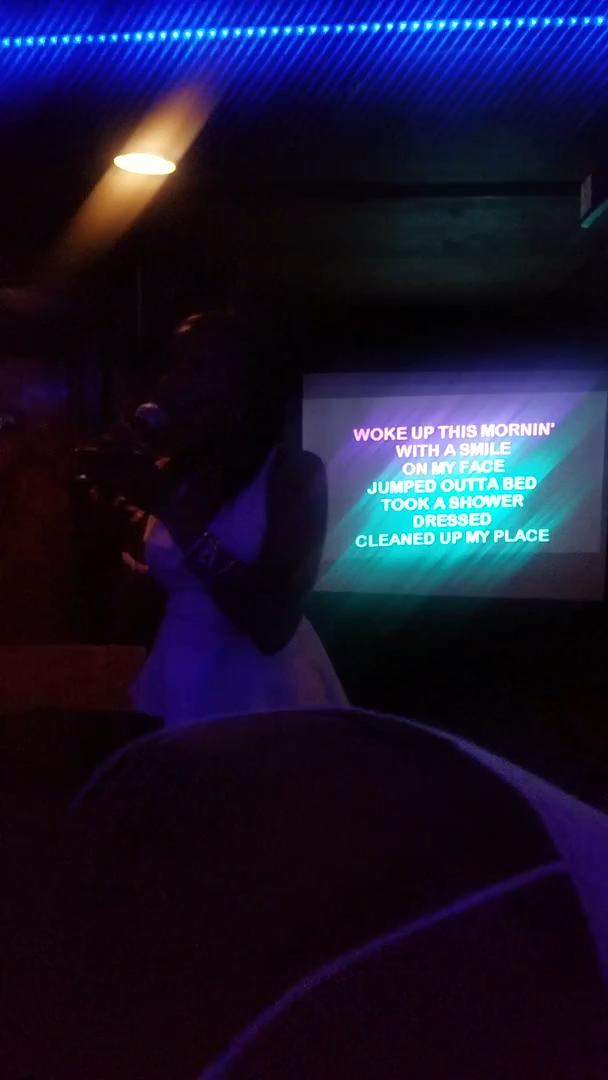 WOKE UP THIS MORNIN'
WITH A SMILE
ON MY FACE
JUMPED OUTTA BED
TOOK A SHOWER
DRESSED
CLEANED UP MY PLACE